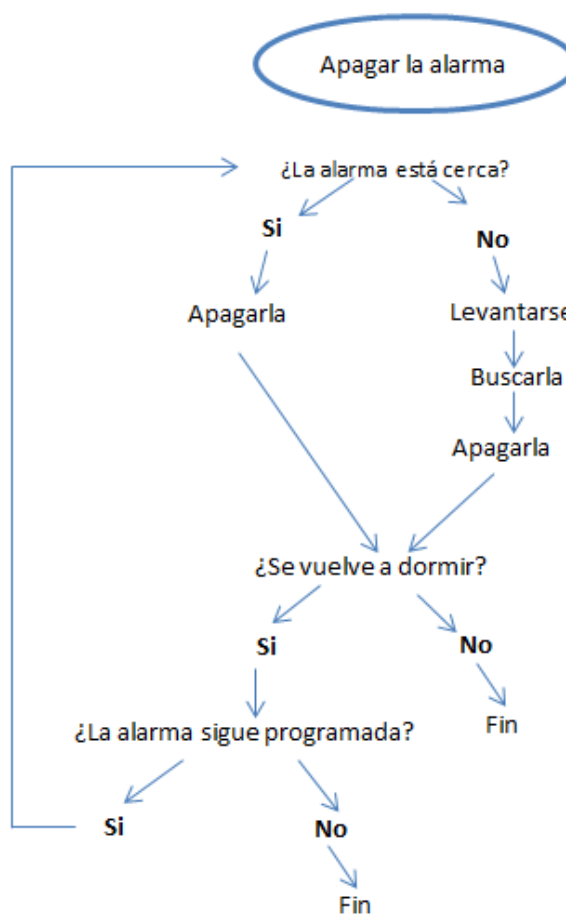 Apagar la alarma
¿La alarma está cerca?
Si
No
Apagarla
Levantarse
Buscarla
Apagarla
¿Se vuelve a dormir?
Si
No
Fin
¿La alarma sigue programada?
Si
No
Fin